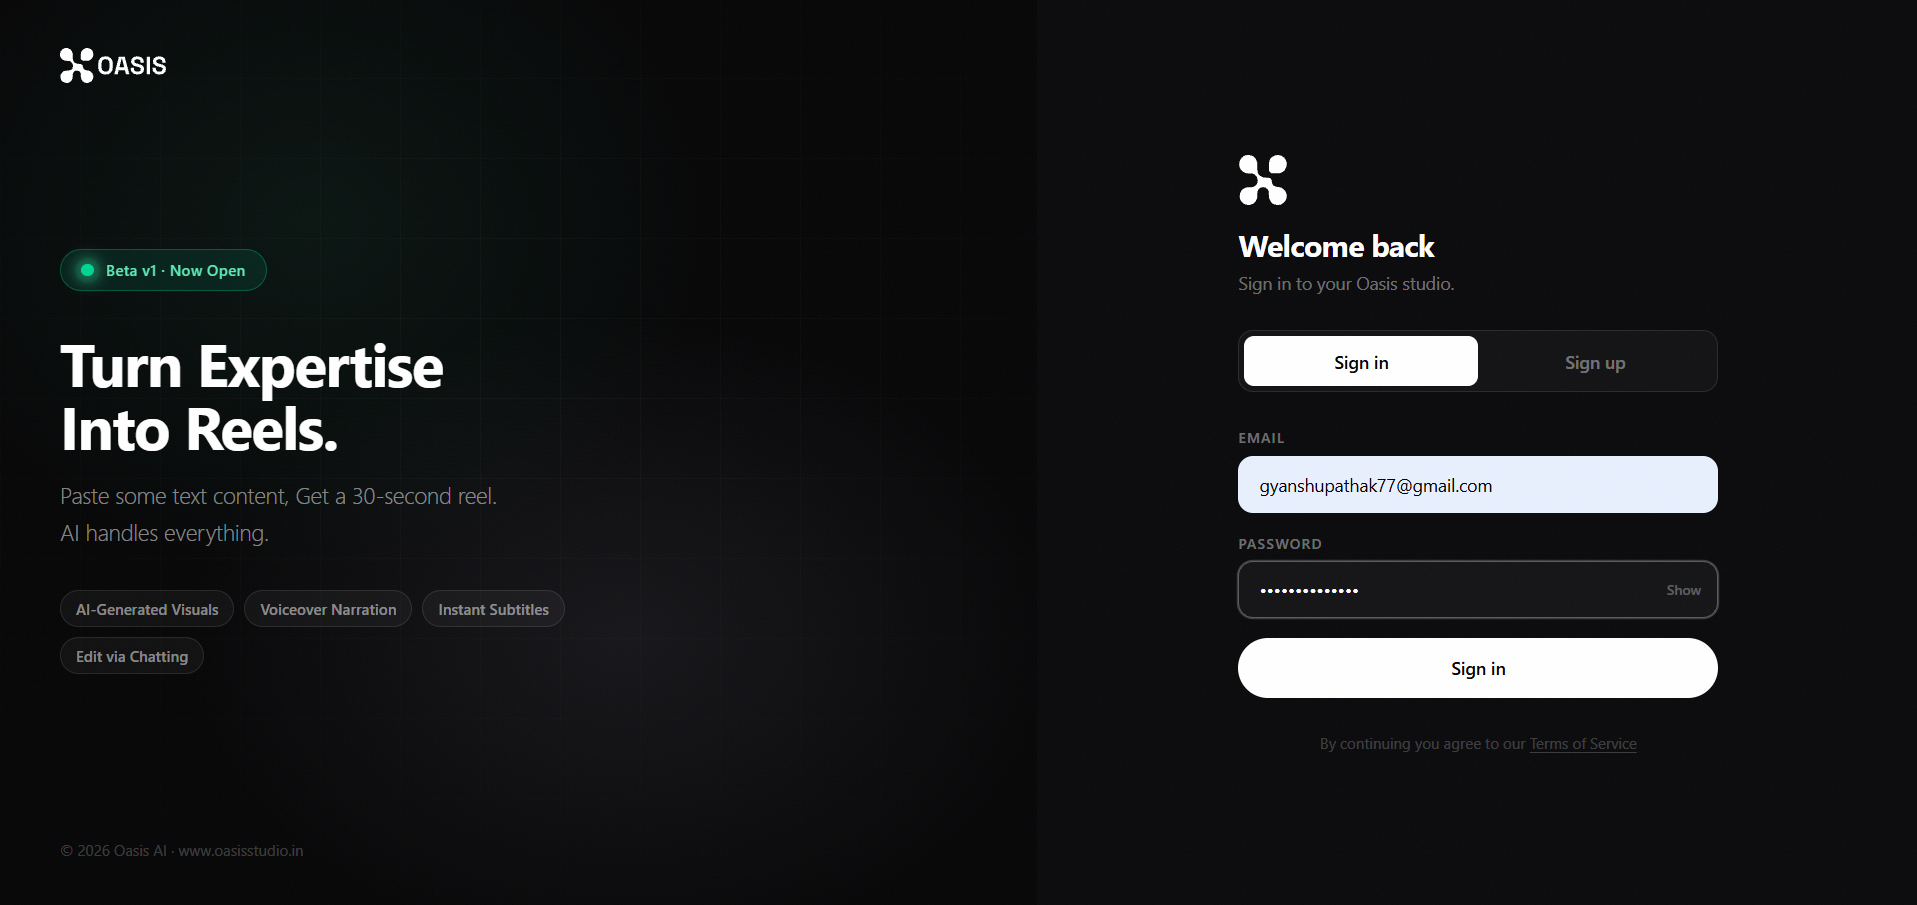 OASIS
Beta v1 · Now Open
Turn Expertise
Into Reels.
Paste some text content, Get a 30-second reel.
AI handles everything.
AI-Generated Visuals
Voiceover Narration
Instant Subtitles
Edit via Chatting
© 2026 Oasis AI · www.oasisstudio.in
Welcome back
Sign in to your Oasis studio.
Sign in
Sign up
EMAIL
gyanshupathak77@gmail.com
PASSWORD
••••••••••••••
Show
Sign in
By continuing you agree to our Terms of Service